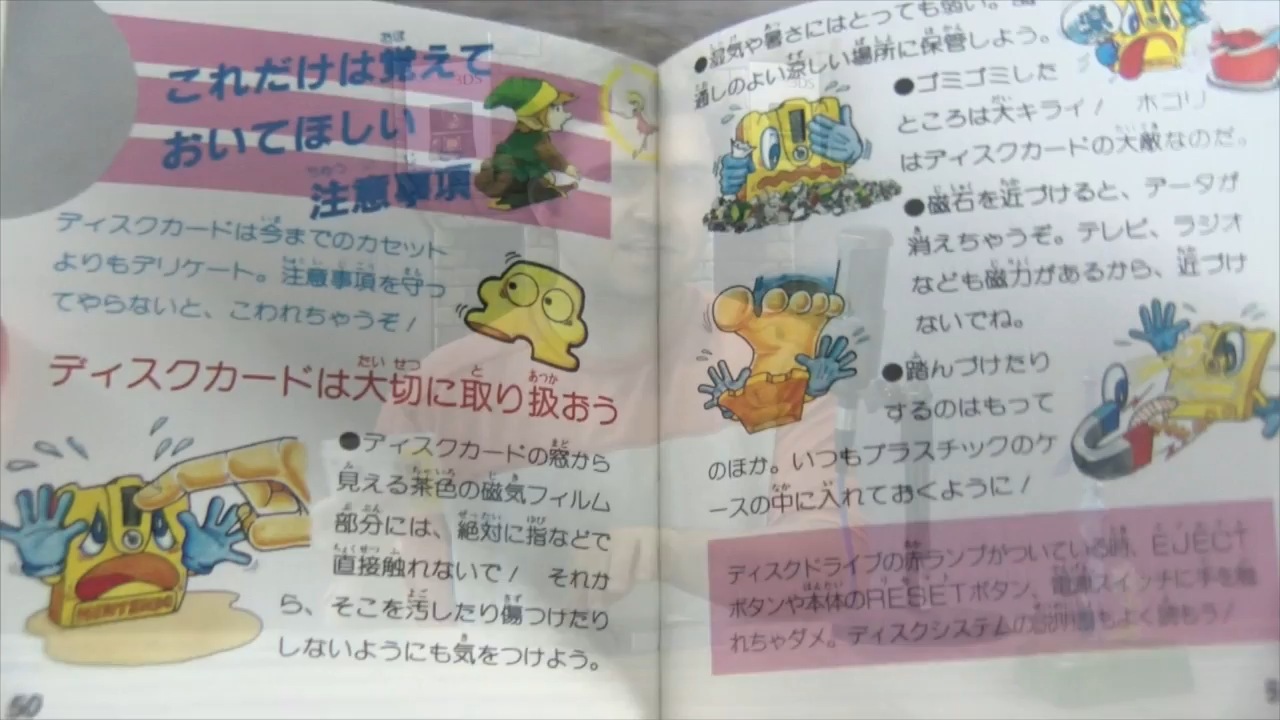 これだけは覚えて
おいてほしい
注意事項
ディスクカードは今までのカセット
よりもデリケート。注意事項を守っ
てやらないと、こわれちゃうぞ！
ディスクカードは大切に取り扱おう
●ディスクカードの窓から
見える茶色の磁気フィルム
部分には、絶対に指などで
直接触れないで！ それか
ら、そこを汚したり傷つけたり
しないようにも気をつけよう。
NINTENDO
50
●湿気や暑さにはとっても弱い。風
通しのよい涼しい場所に保管しよう。
●ゴミゴミした
ところは大キライ！ ホコリ
はディスクカードの大敵なのだ。
●磁石を近づけると、データが
消えちゃうぞ。テレビ、ラジオ
なども磁力があるから、近づけ
ないでね。
●踏んづけたり
するのはもって
のほか。いつもプラスチックのケ
ースの中に入れておくように！
ディスクドライブの赤ランプがついている時、EJECT
ボタンや本体のRESETボタン、電源スイッチに手を触
れちゃダメ。ディスクシステムの説明書もよく読もう！
3DS
3DS